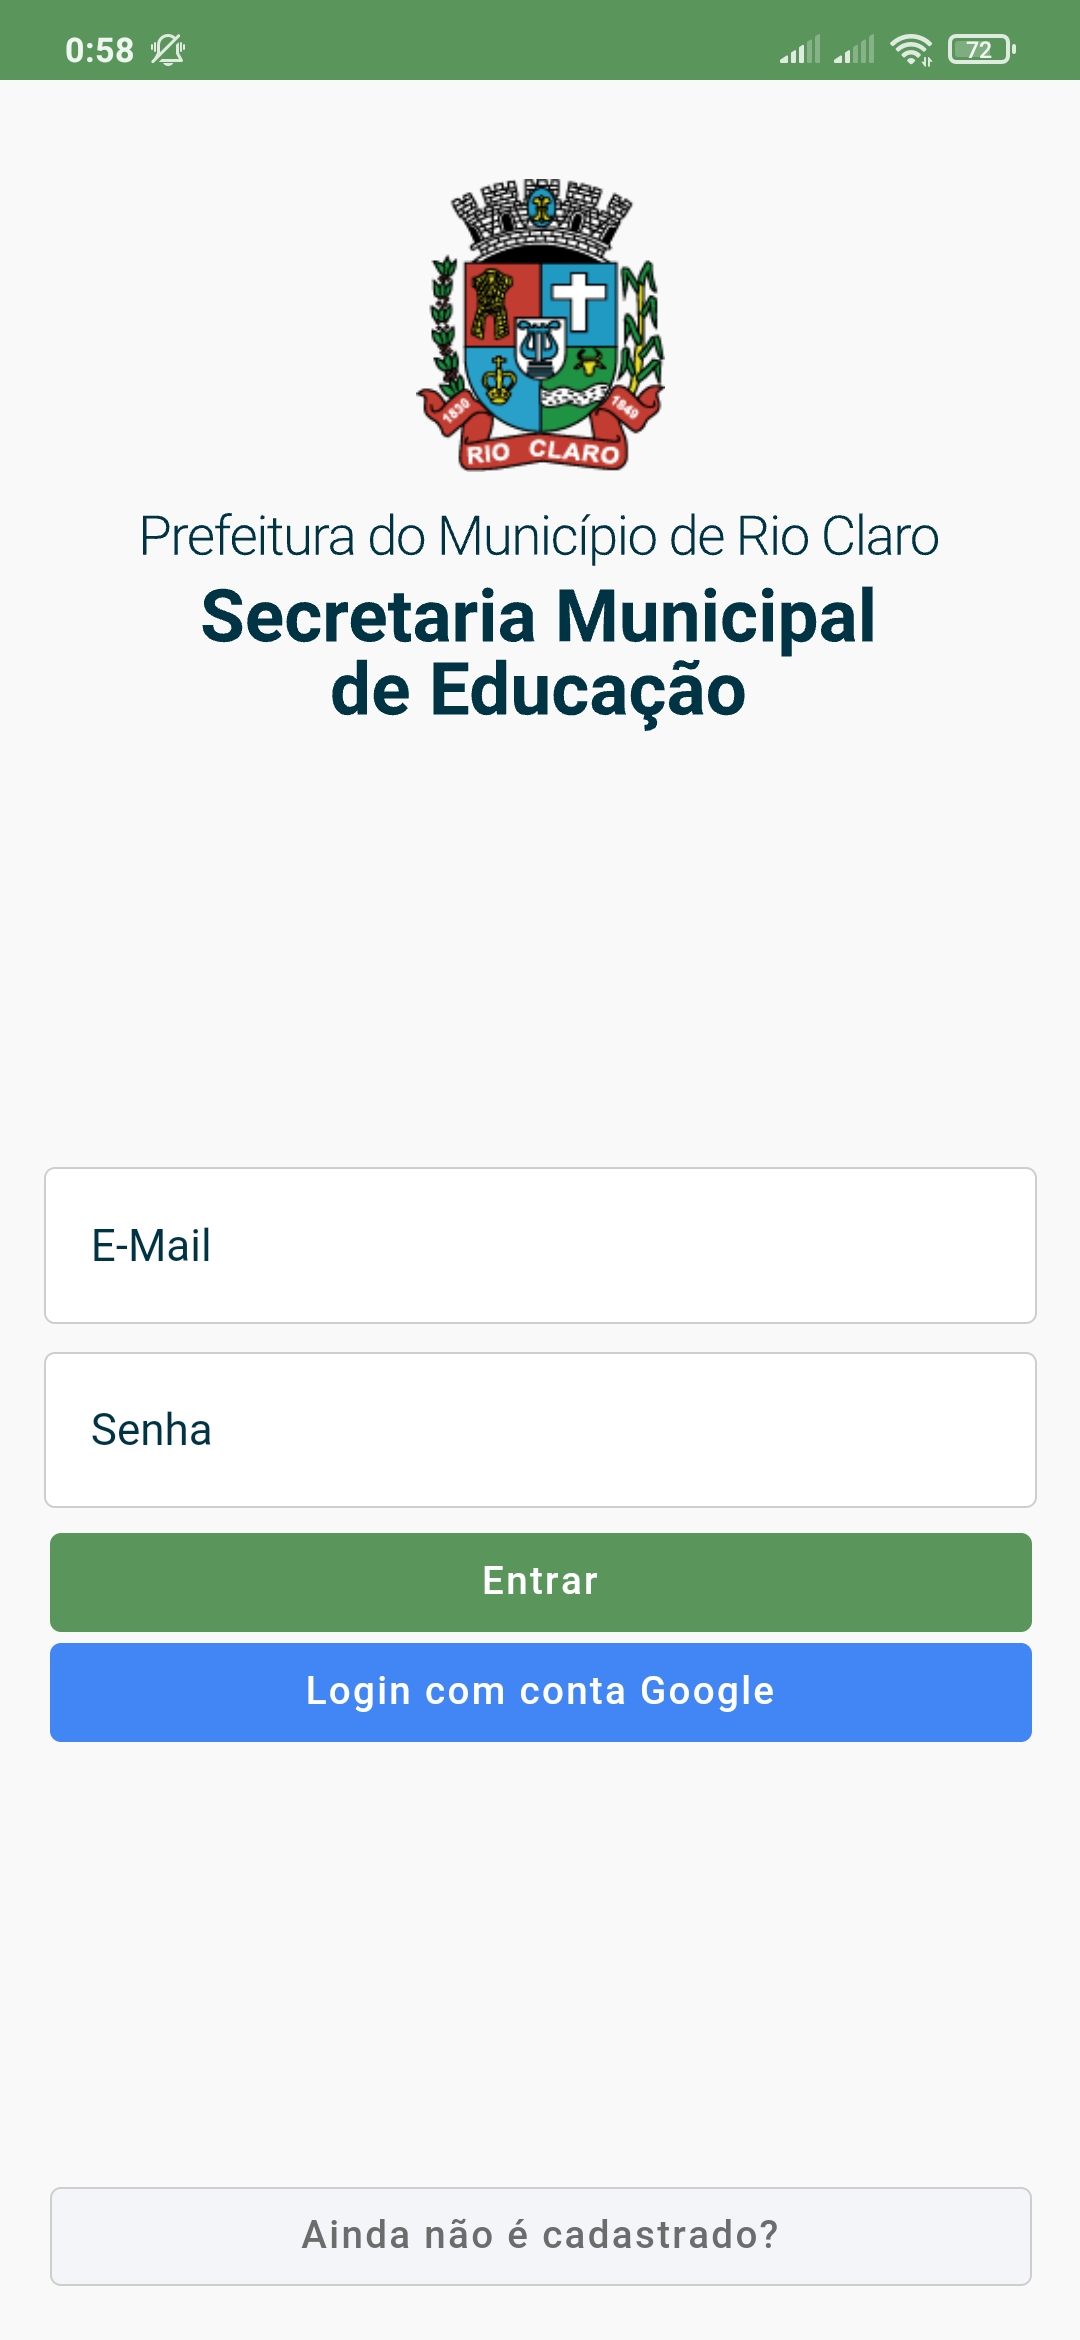 0:58
72
1830
1849
RIO CLARO
Prefeitura do Município de Rio Claro
Secretaria Municipal
de Educação
E-Mail
Senha
Entrar
Login com conta Google
Ainda não é cadastrado?